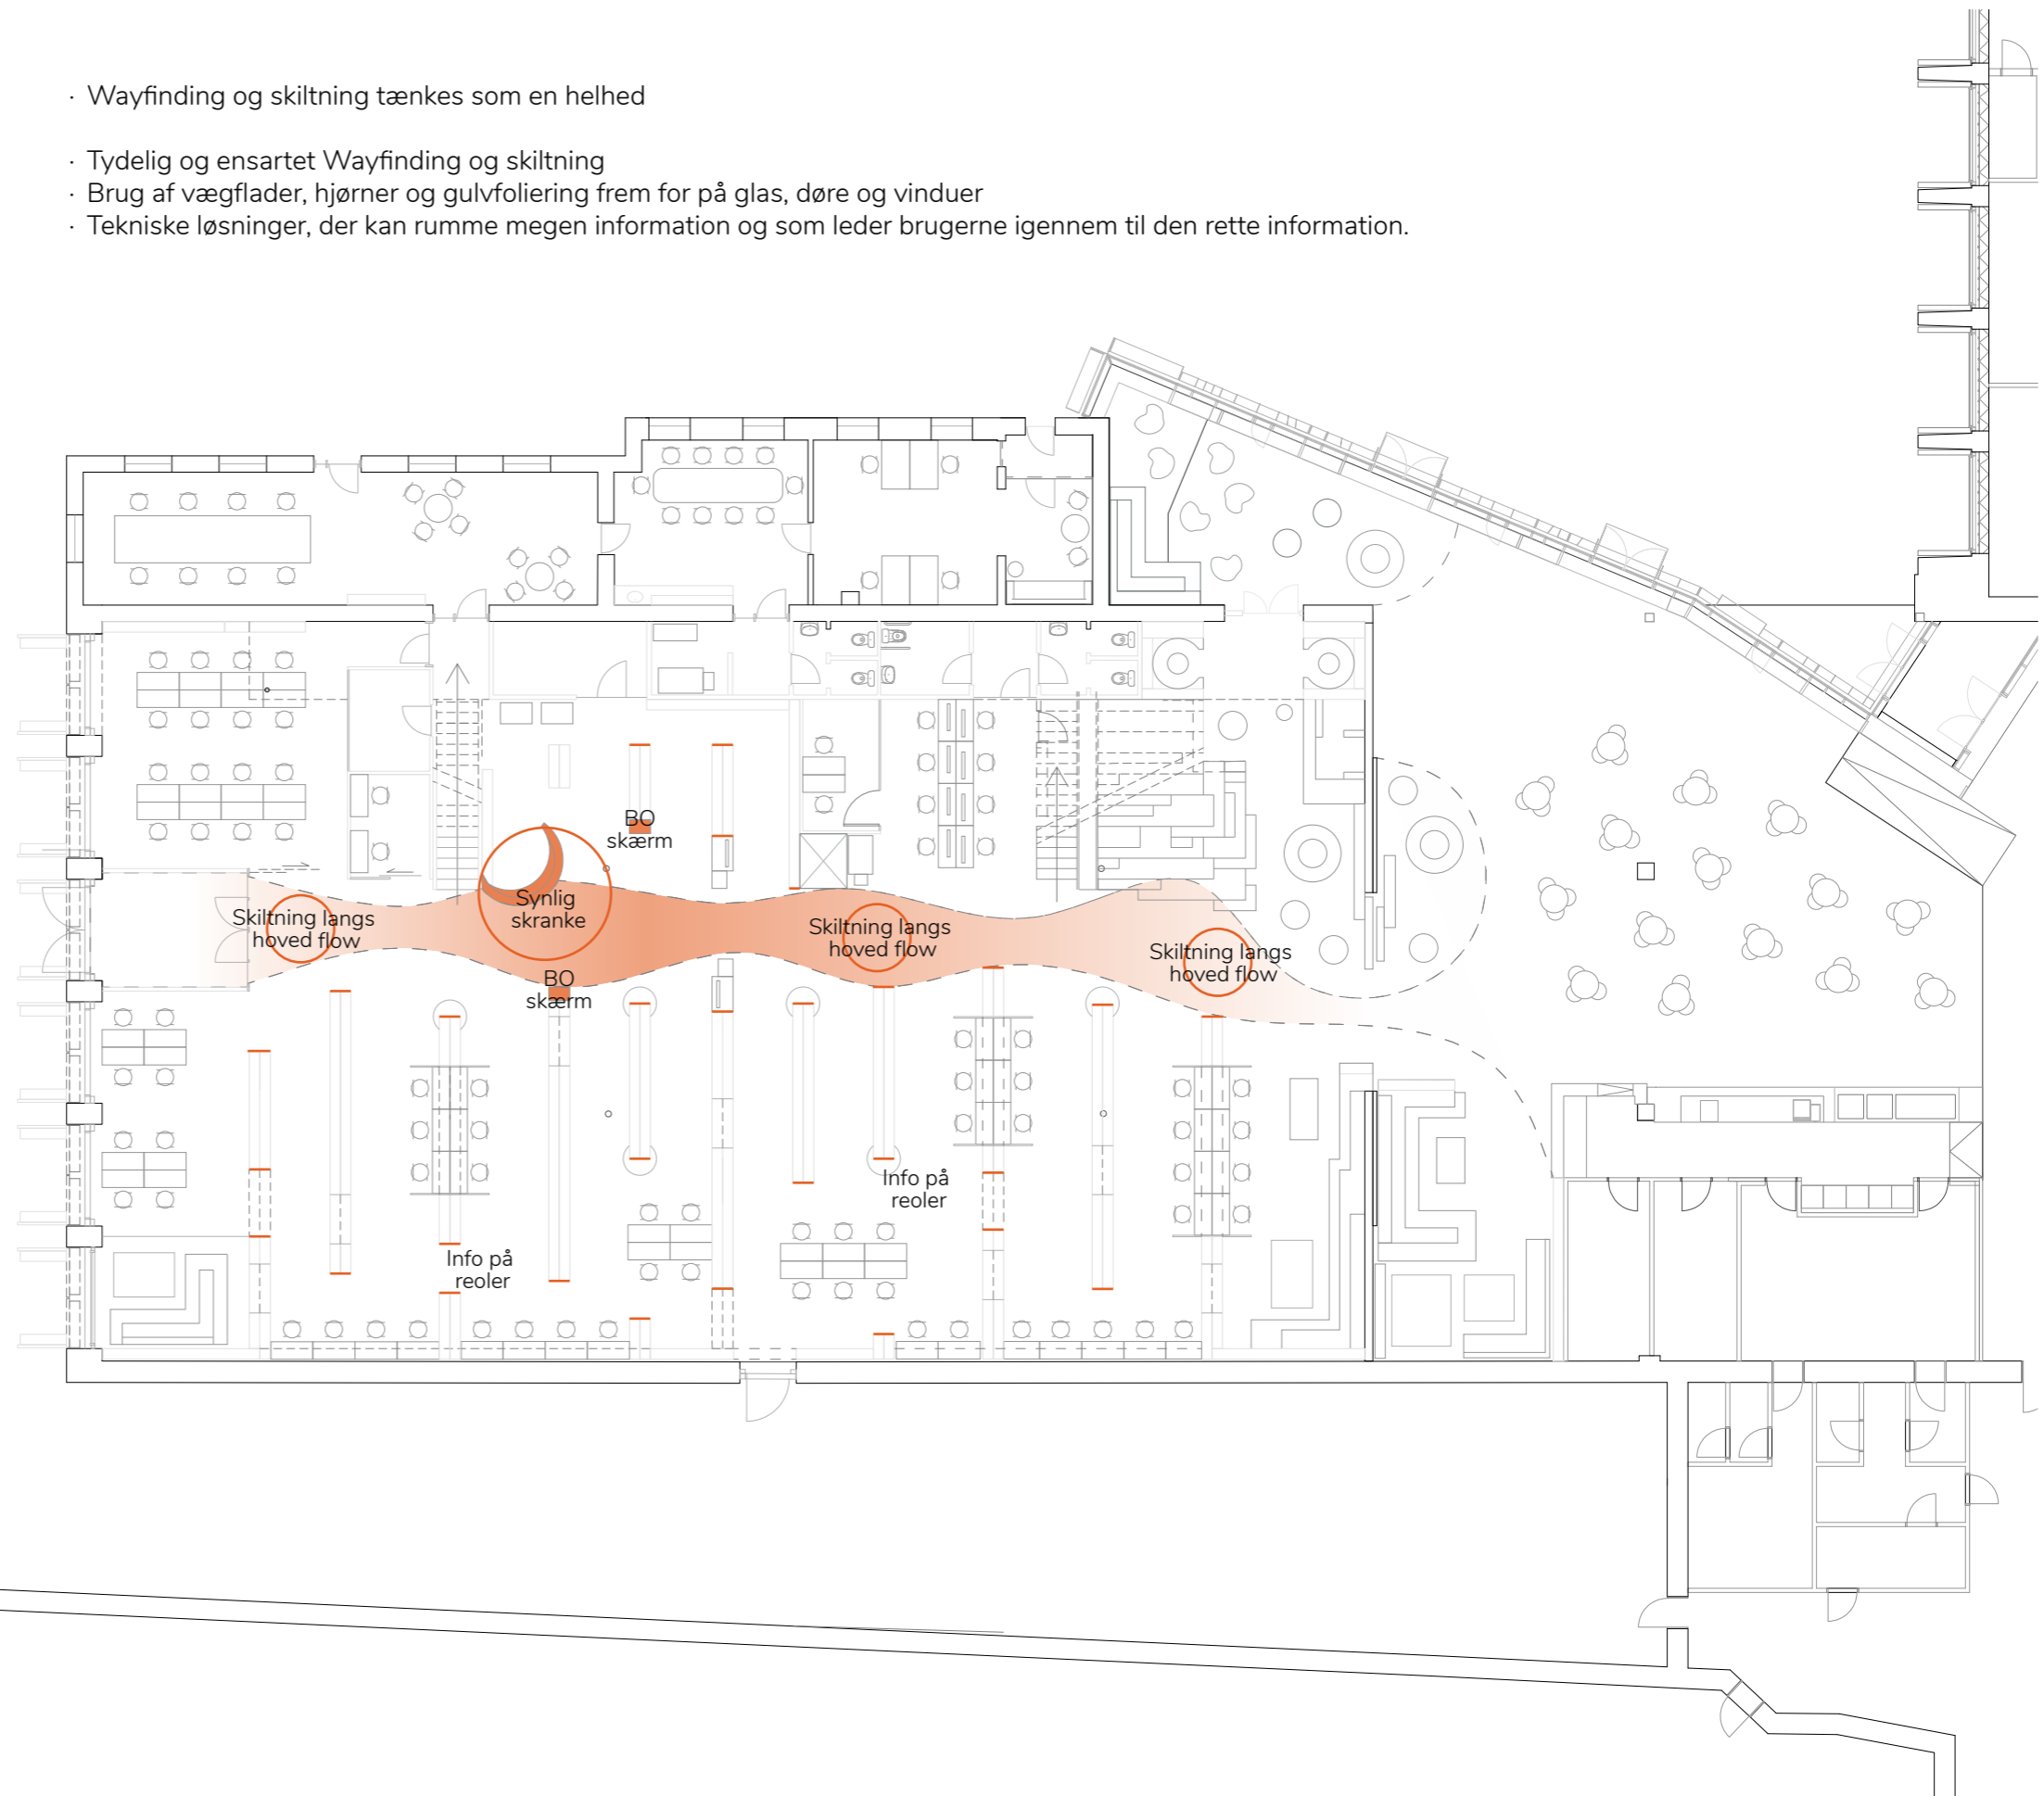 · Wayfinding og skiltning tænkes som en helhed
· Tydelig og ensartet Wayfinding og skiltning
· Brug af vægflader, hjørner og gulvfoliering frem for på glas, døre og vinduer
· Tekniske løsninger, der kan rumme megen information og som leder brugerne igennem til den rette information.
BO
skærm
Synlig
skranke
Skiltning langs
hoved flow
Skiltning langs
hoved flow
Skiltning langs
hoved flow
BO
skærm
Info på
reoler
Info på
reoler